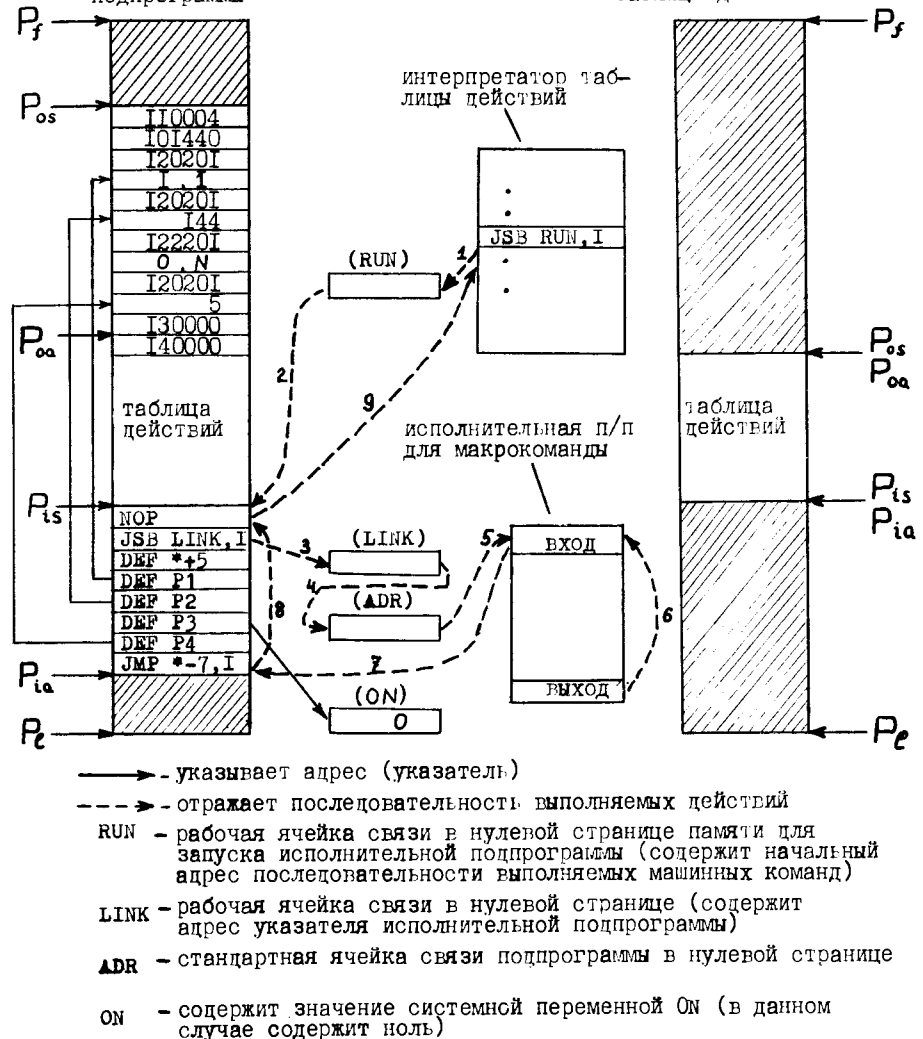 P_f
P_f
интерпретатор таб-
лицы действий
P_os
II0004
I0I440
I2020I
I . I
I2020I
I44
I2220I
O . N
I2020I
5
I30000
I40000
P_oa
JSB RUN,I
(RUN)
1
2
9
P_os
P_oa
таблица
действий
исполнительная п/п
для макрокоманды
таблица
действий
P_is
P_is
P_ia
NOP
JSB LINK,I
DEF *+5
DEF P1
DEF P2
DEF P3
DEF P4
JMP *-7,I
3
(LINK)
4
(ADR)
5
ВХОД
6
8
7
ВЫХОД
P_ia
(ON)
O
P_e
P_e
- указывает адрес (указатель)
- отражает последовательность выполняемых действий
RUN - рабочая ячейка связи в нулевой странице памяти для
запуска исполнительной подпрограммы (содержит начальный
адрес последовательности выполняемых машинных команд)
LINK - рабочая ячейка связи в нулевой странице (содержит
адрес указателя исполнительной подпрограммы)
ADR - стандартная ячейка связи подпрограммы в нулевой странице
ON - содержит значение системной переменной ON (в данном
случае содержит ноль)